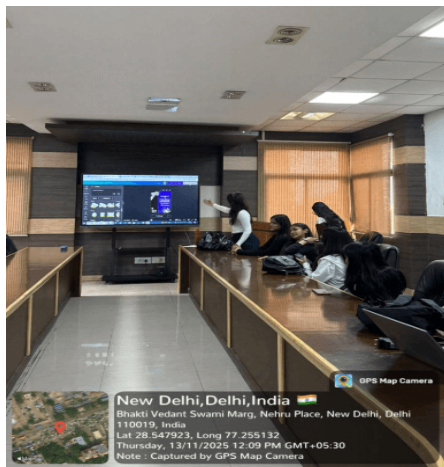 GPS Map Camera
New Delhi,Delhi,India
Bhakti Vedant Swami Marg, Nehru Place, New Delhi, Delhi
110019, India
Lat 28.547923, Long 77.255132
Thursday, 13/11/2025 12:09 PM GMT+05:30
Note : Captured by GPS Map Camera